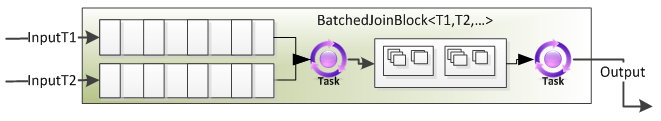 BatchedJoinBlock<T1,T2,...>
InputT1
InputT2
Task
Task
Output